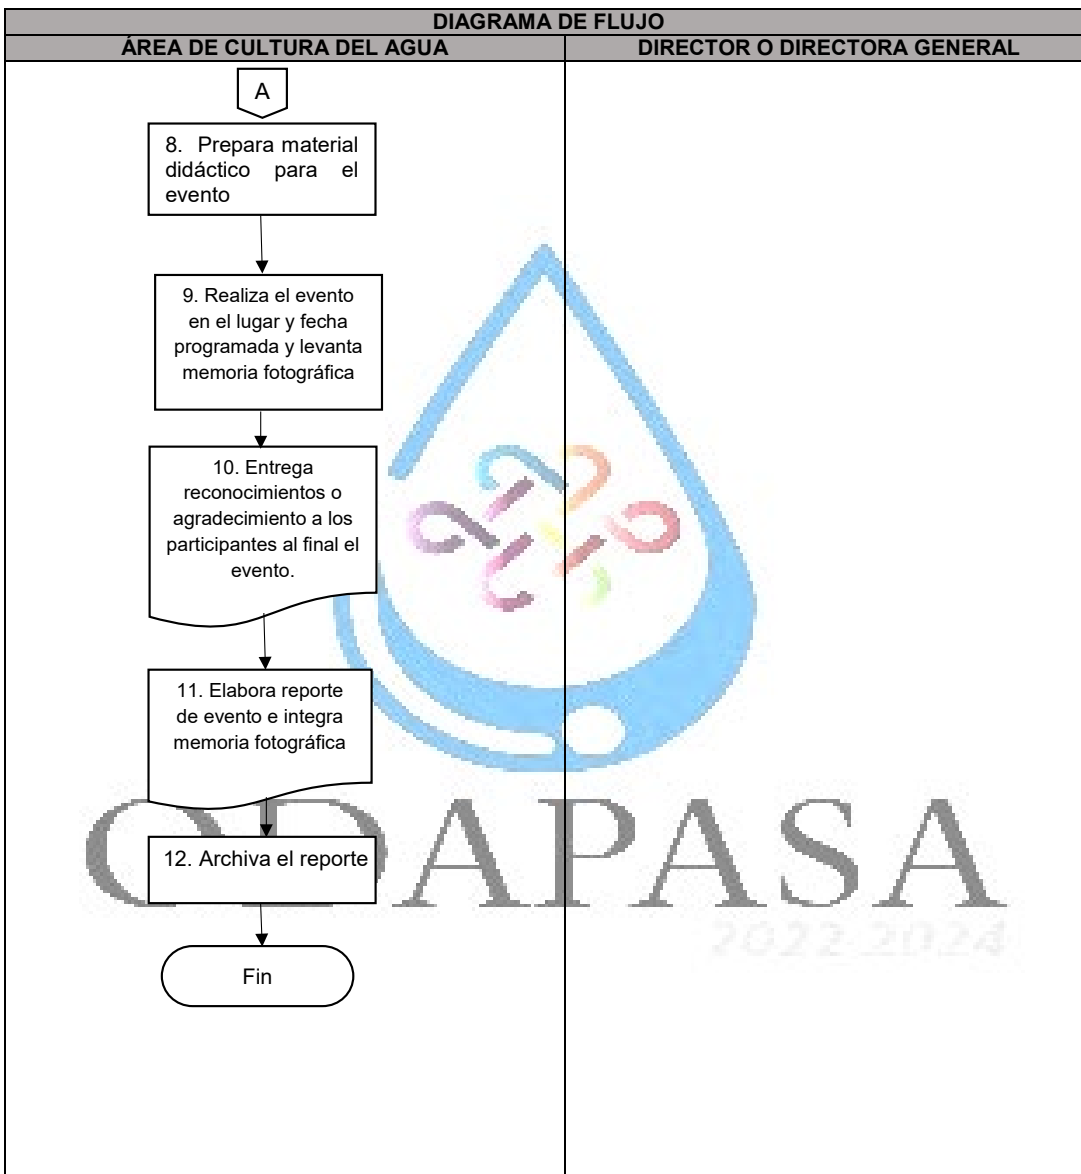 DIAGRAMA DE FLUJO
ÁREA DE CULTURA DEL AGUA
DIRECTOR O DIRECTORA GENERAL
A
8. Prepara material
didáctico para el
evento
9. Realiza el evento
en el lugar y fecha
programada y levanta
memoria fotográfica
10. Entrega
reconocimientos o
agradecimiento a los
participantes al final el
evento.
11. Elabora reporte
de evento e integra
memoria fotográfica
12. Archiva el reporte
Fin
ODAPASA
2022-2024